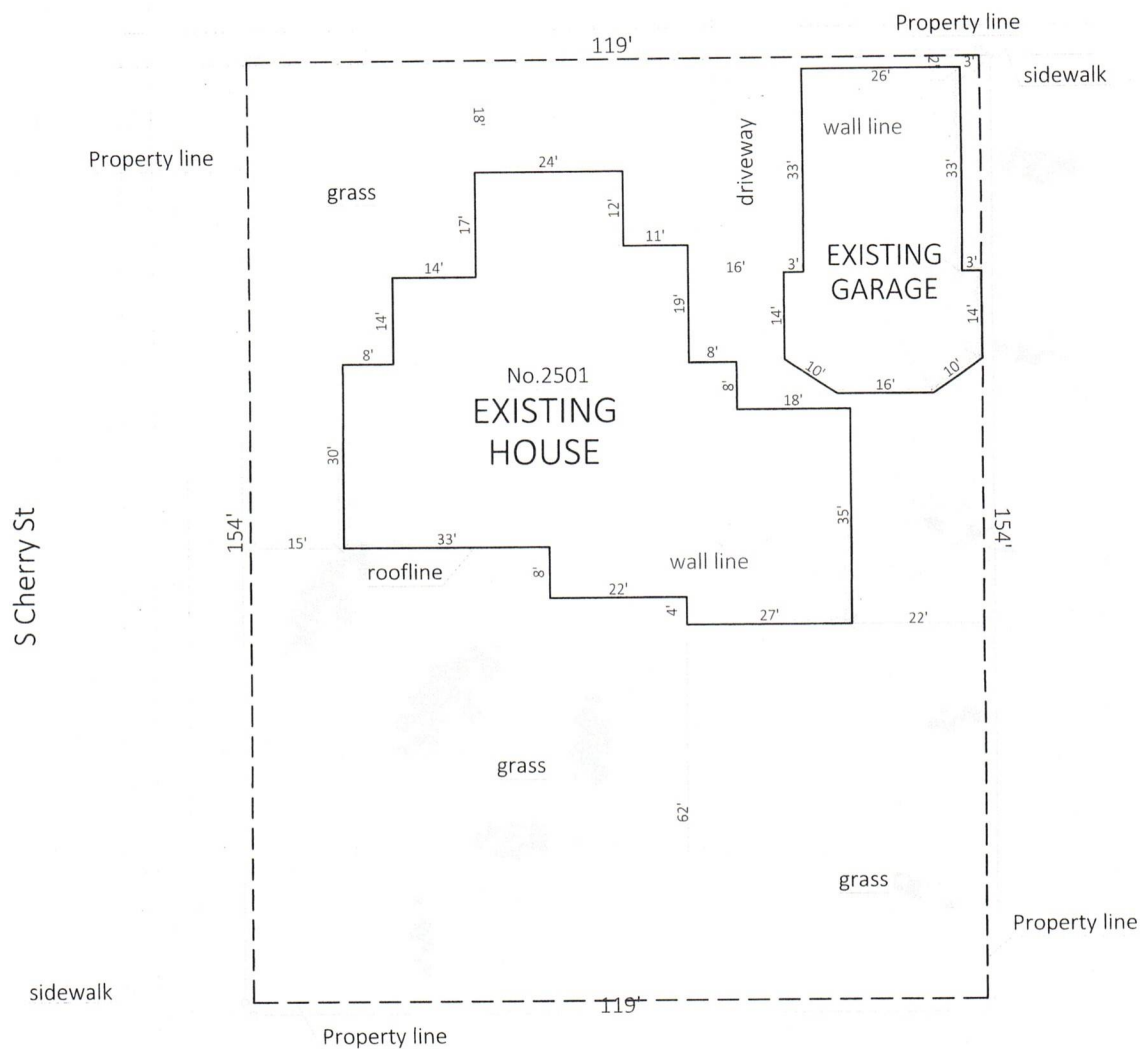 Property line
119'
2'
3'
sidewalk
26'
18'
wall line
Property line
driveway
24'
33'
33'
grass
12'
17'
11'
EXISTING
GARAGE
14'
16'
3'
3'
19'
14'
14'
14'
8'
8'
10'
10'
No.2501
8'
16'
18'
EXISTING
HOUSE
30'
35'
S Cherry St
154'
154'
15'
33'
wall line
roofline
8'
22'
4'
27'
22'
grass
62'
grass
Property line
sidewalk
119'
Property line